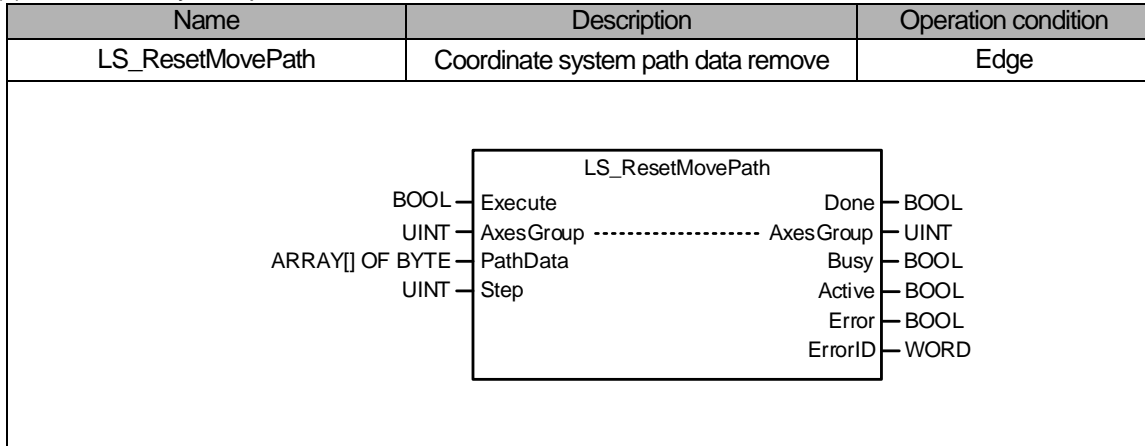 Name Description Operation condition
LS_ResetMovePath Coordinate system path data remove Edge
LS_ResetMovePath
BOOL Execute Done BOOL
UINT AxesGroup AxesGroup UINT
ARRAY[] OF BYTE PathData Busy BOOL
UINT Step Active BOOL
Error BOOL
ErrorID WORD